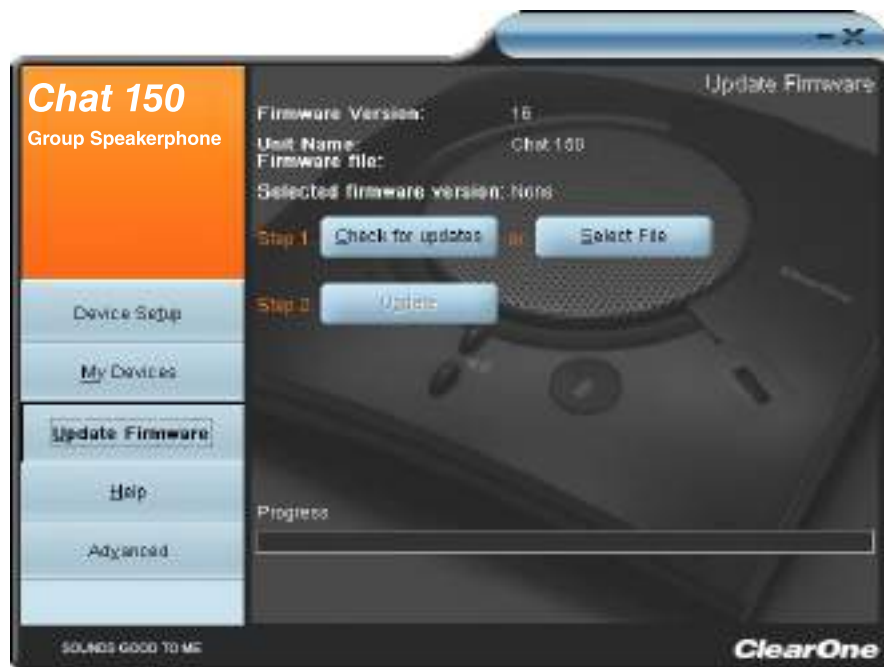 Update Firmware
Chat 150
Group Speakerphone
Firmware Version: 16
Unit Name: Chat 150
Firmware file:
Selected firmware version: None
Step 1 Check for updates or Select File
Step 2 Update
Device Setup
My Devices
Update Firmware
Help
Advanced
Progress
SOUNDS GOOD TO ME
ClearOne